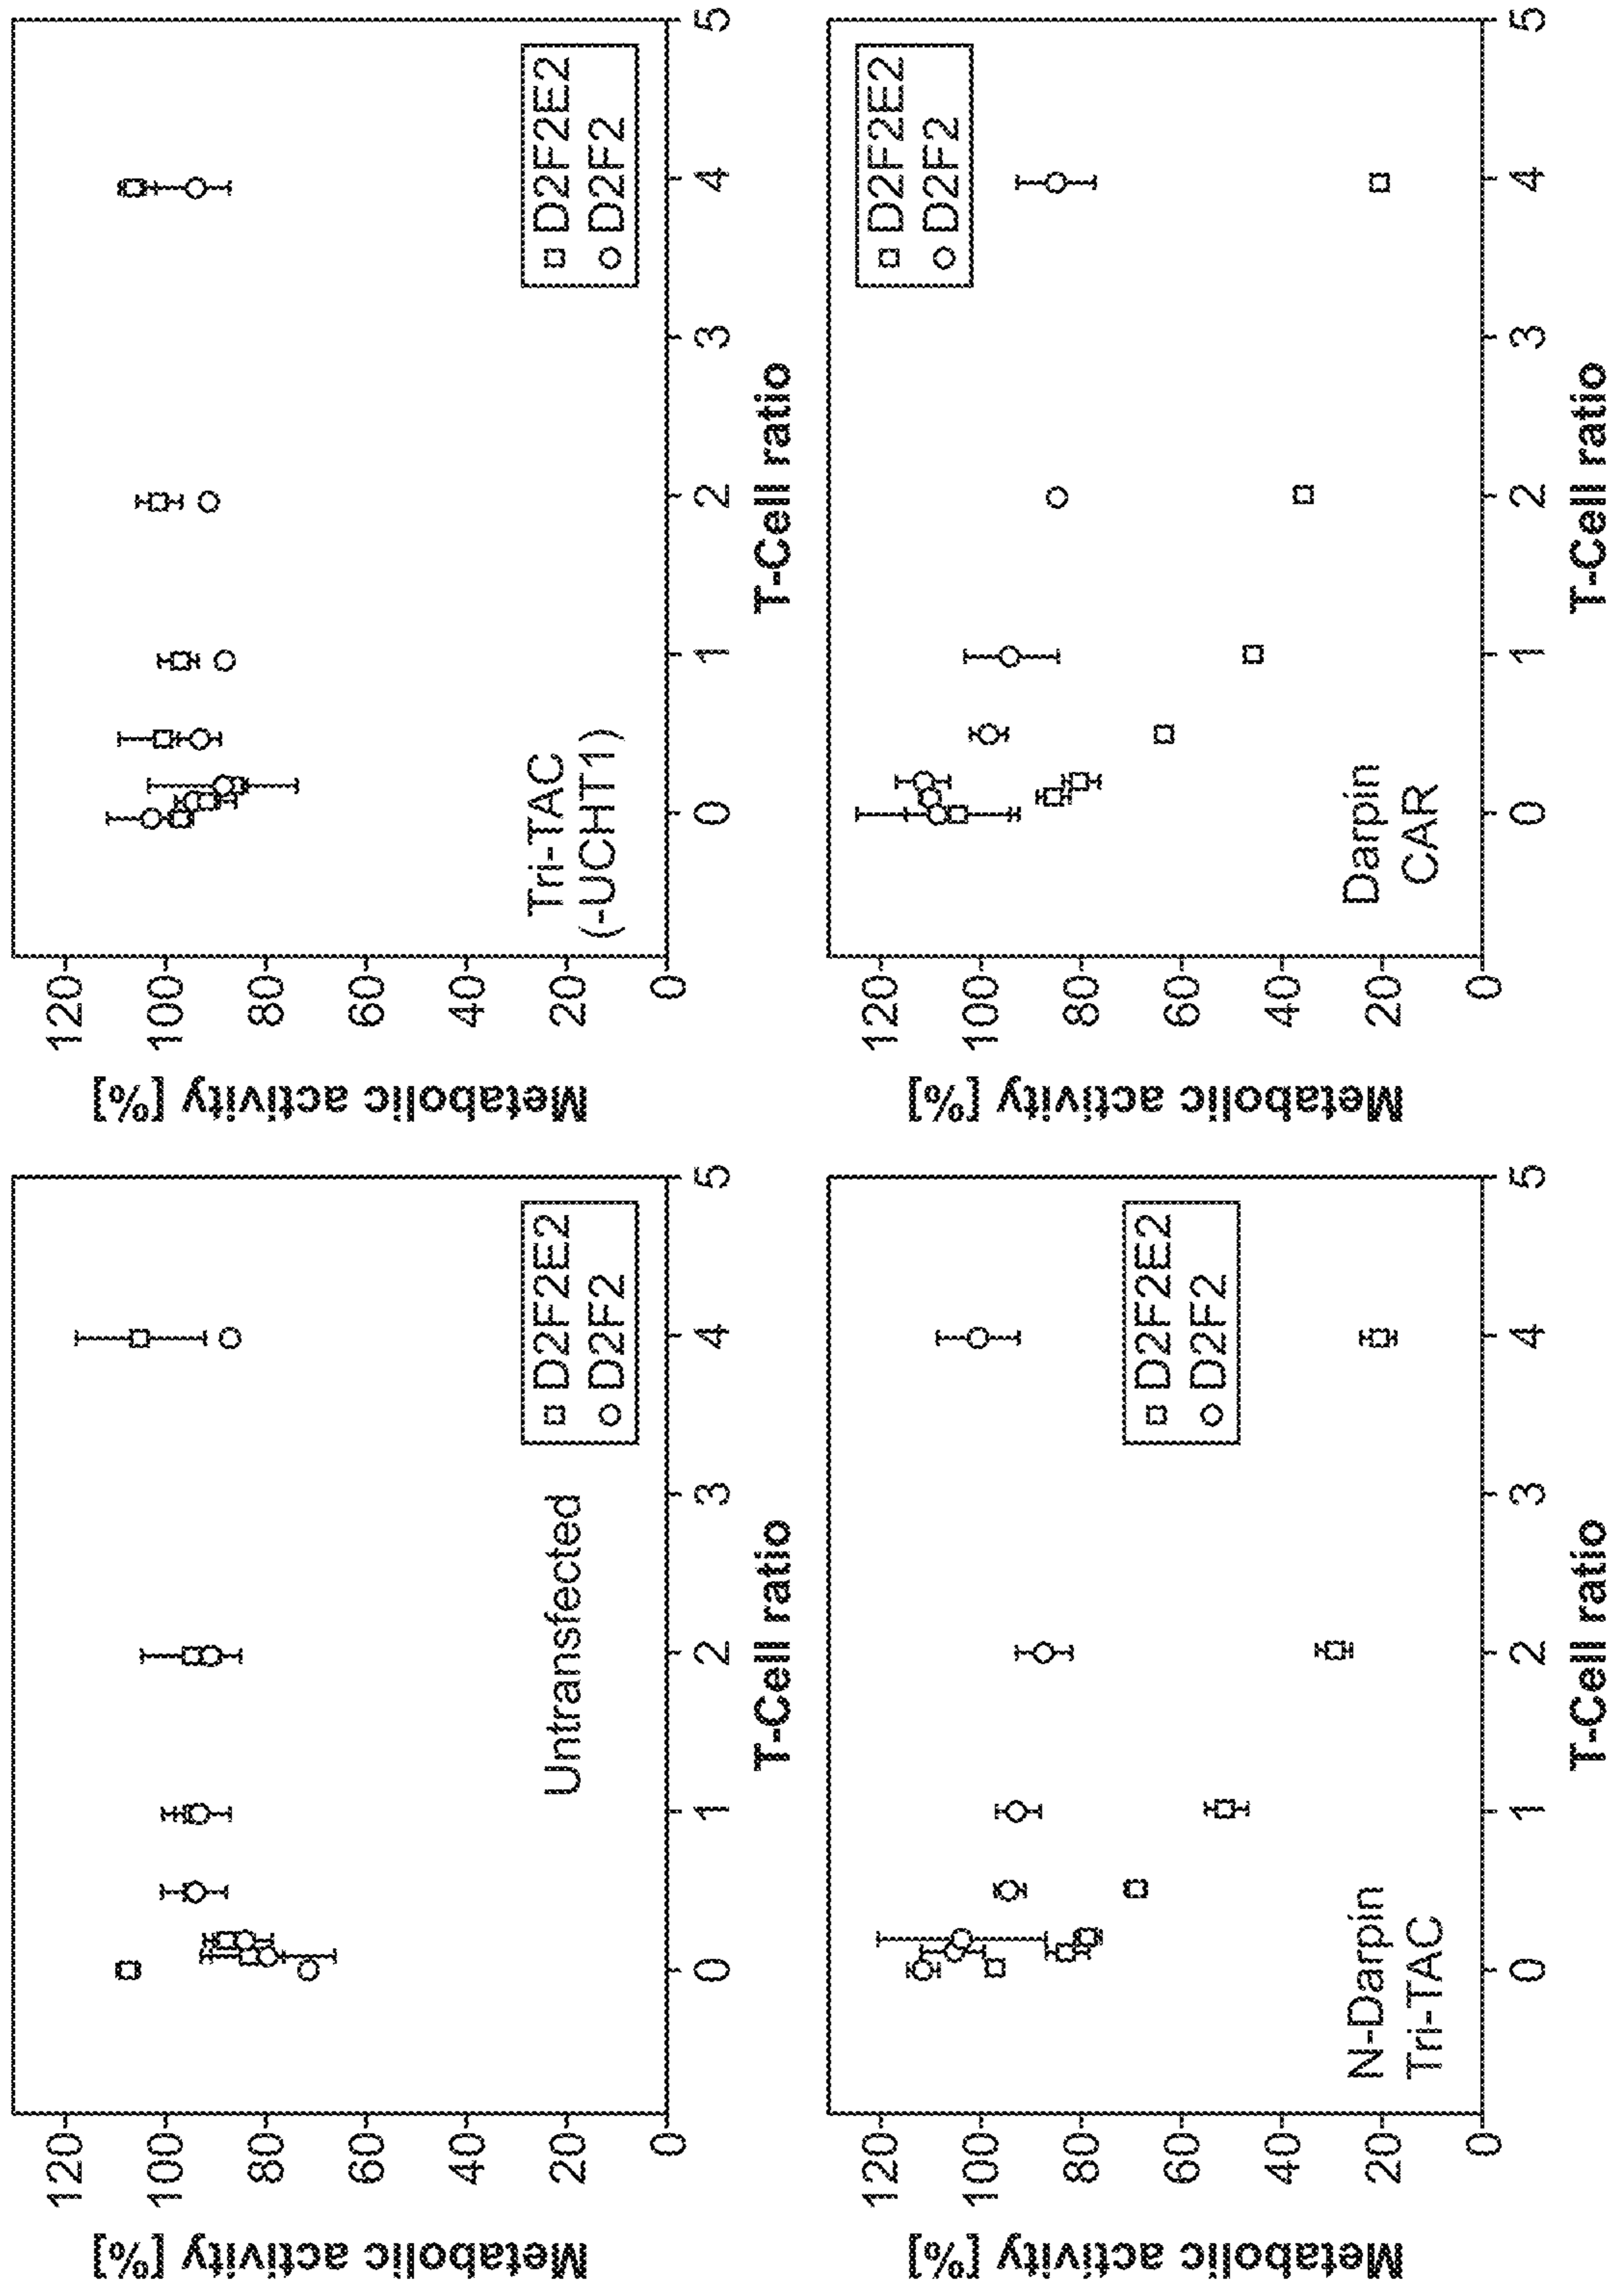 120
100
80
60
40
20
0
Metabolic activity [%]
0
1
2
3
4
5
T-Cell ratio
Untransfected
D2F2E2
D2F2
120
100
80
60
40
20
0
Metabolic activity [%]
0
1
2
3
4
5
T-Cell ratio
Tri-TAC
(-UCHT1)
D2F2E2
D2F2
120
100
80
60
40
20
0
Metabolic activity [%]
0
1
2
3
4
5
T-Cell ratio
N-Darpin
Tri-TAC
D2F2E2
D2F2
120
100
80
60
40
20
0
Metabolic activity [%]
0
1
2
3
4
5
T-Cell ratio
Darpin
CAR
D2F2E2
D2F2